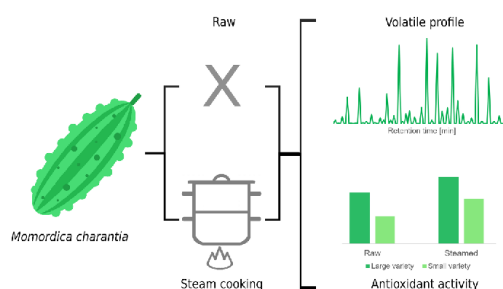 Raw
Volatile profile
X
Retention time [min]
Momordica charantia
Raw
Steamed
Large variety
Small variety
Steam cooking
Antioxidant activity